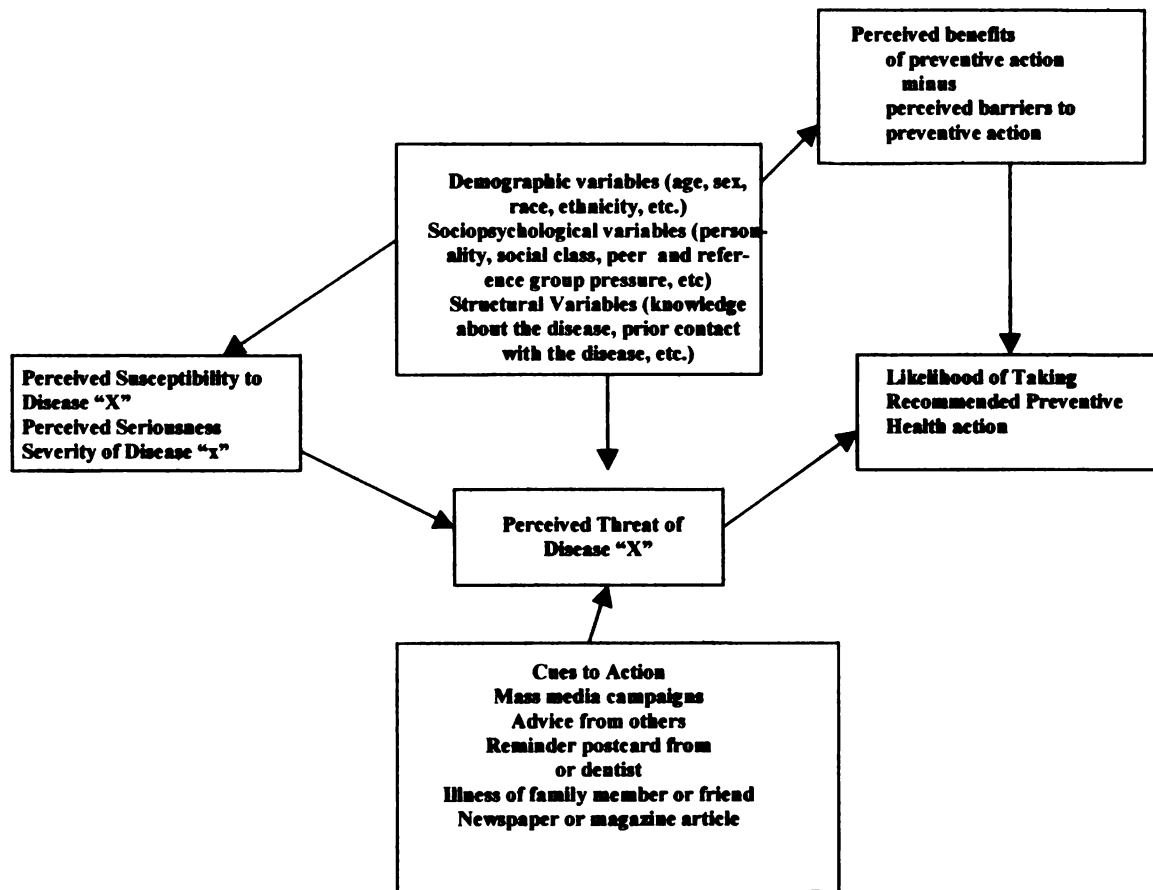 Perceived benefits
of preventive action
minus
perceived barriers to
preventive action
Demographic variables (age, sex,
race, ethnicity, etc.)
Sociopsychological variables (person-
ality, social class, peer and refer-
ence group pressure, etc)
Structural Variables (knowledge
about the disease, prior contact
with the disease, etc.)
Perceived Susceptibility to
Disease “X”
Perceived Seriousness
Severity of Disease “x”
Likelihood of Taking
Recommended Preventive
Health action
Perceived Threat of
Disease “X”
Cues to Action
Mass media campaigns
Advice from others
Reminder postcard from
or dentist
Illness of family member or friend
Newspaper or magazine article